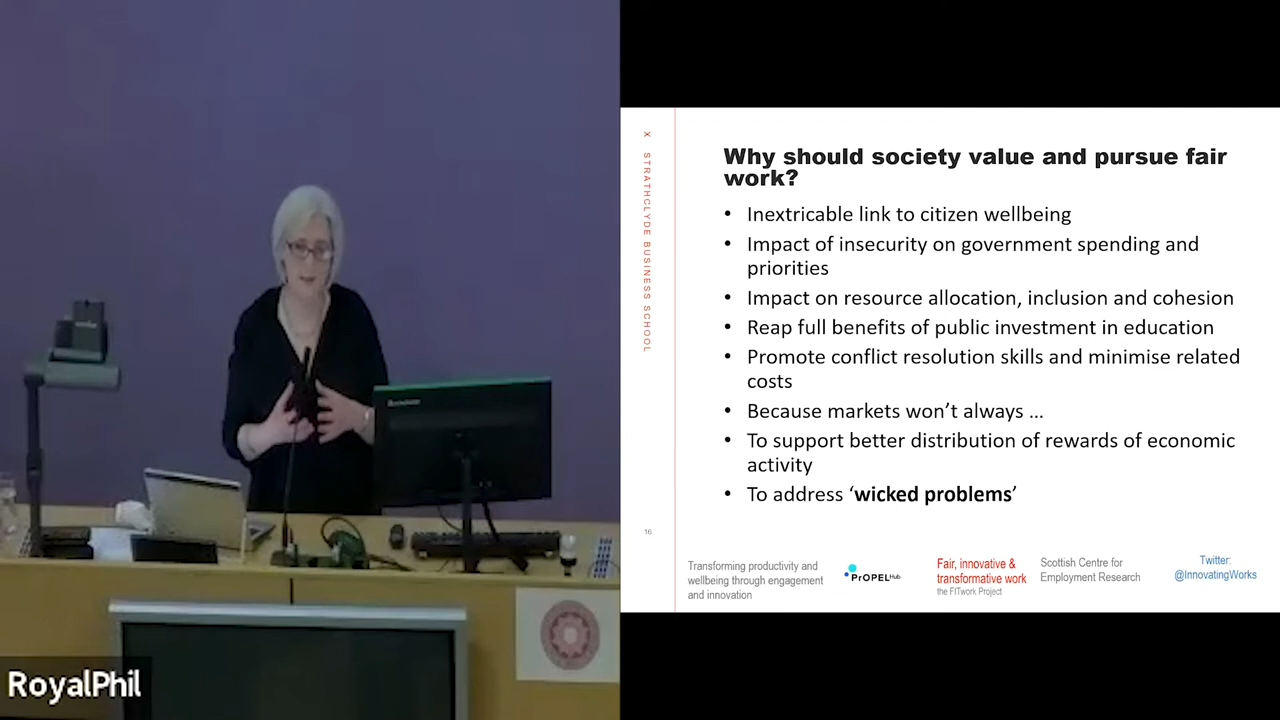 Lenovo
RoyalPhil
X STRATHCLYDE BUSINESS SCHOOL
Why should society value and pursue fair
work?
• Inextricable link to citizen wellbeing
• Impact of insecurity on government spending and
priorities
• Impact on resource allocation, inclusion and cohesion
• Reap full benefits of public investment in education
• Promote conflict resolution skills and minimise related
costs
• Because markets won’t always ...
• To support better distribution of rewards of economic
activity
• To address ‘wicked problems’
16
Transforming productivity and
wellbeing through engagement
and innovation
PrOPEL Hub
Fair, innovative &
transformative work
the FITwork Project
Scottish Centre for
Employment Research
Twitter:
@InnovatingWorks